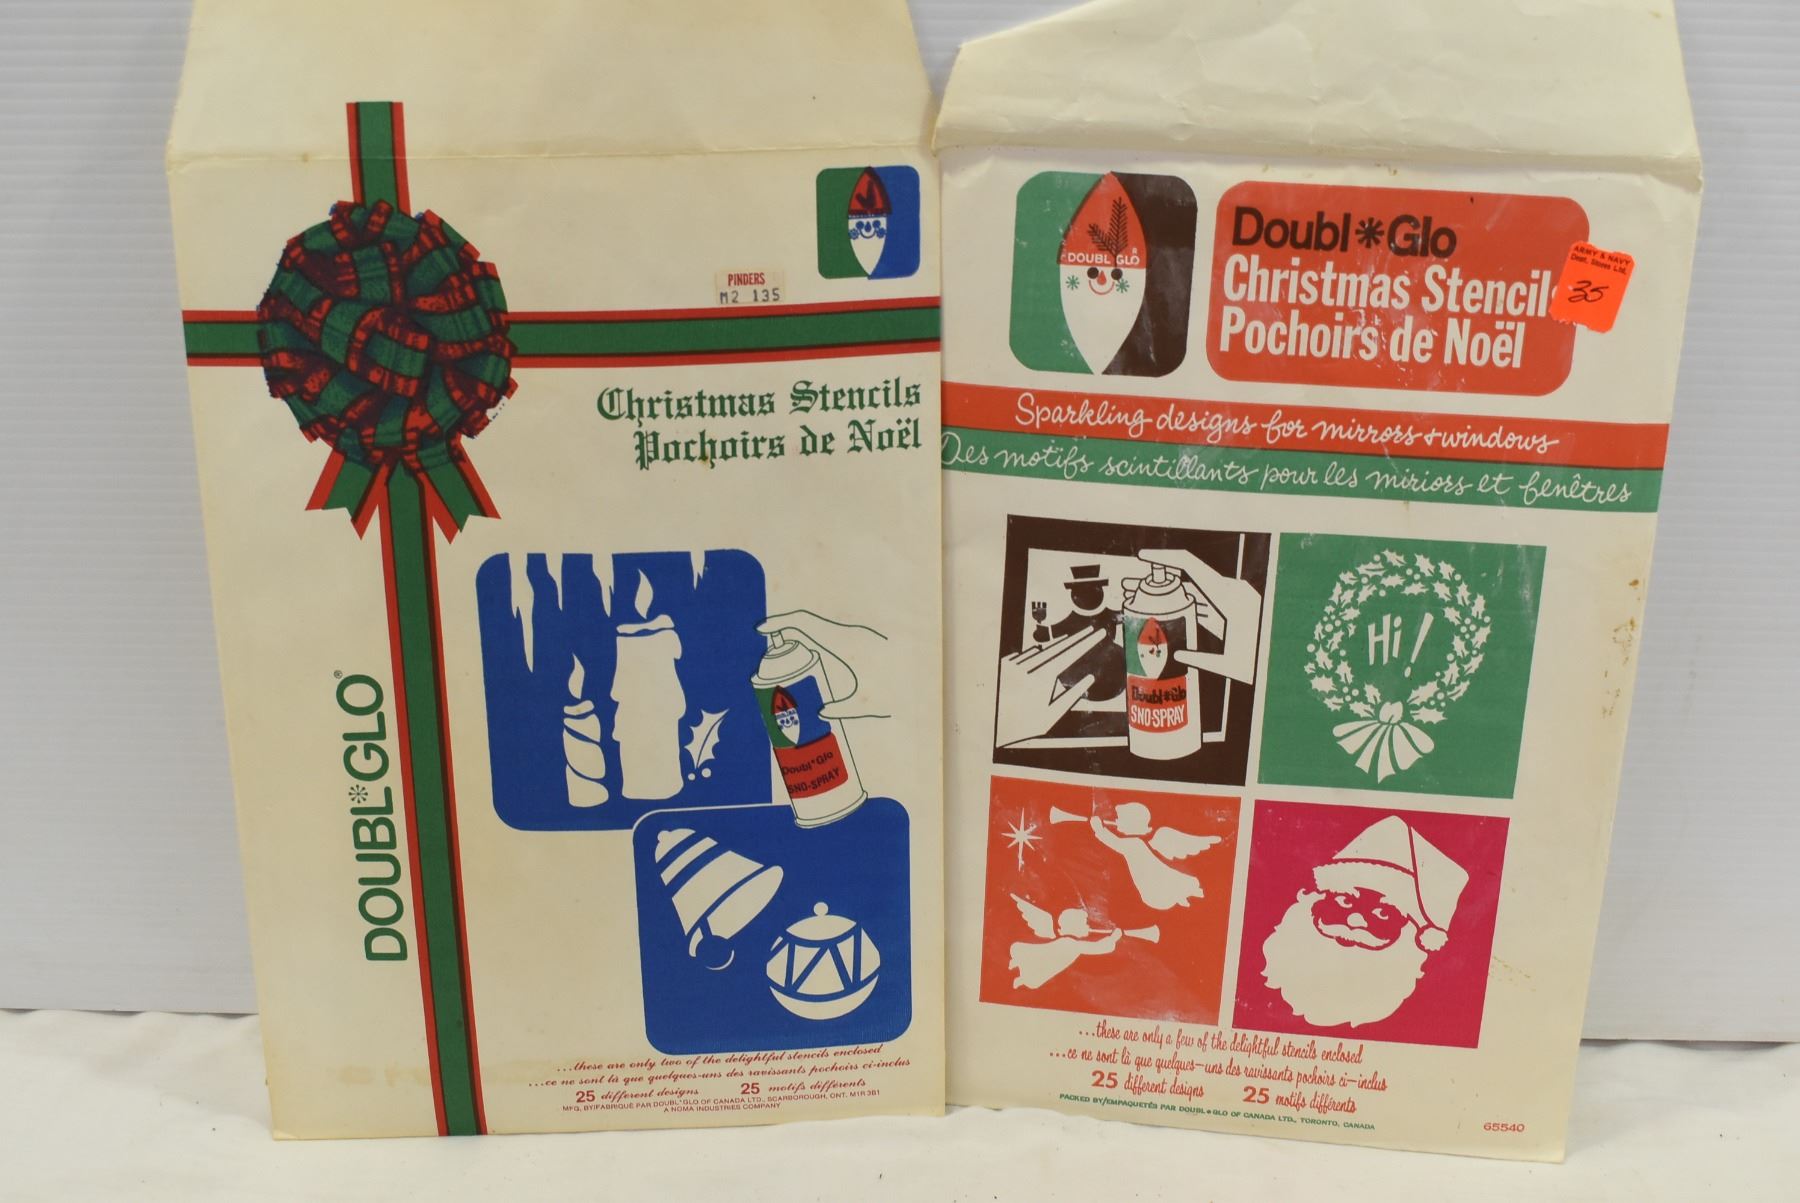 PINDERS
M2 135
Christmas Stencils
Pochoirs de Noël
DOUBL*GLO®
Doubl*Glo
SNO-SPRAY
...these are only two of the delightful stencils enclosed
...ce ne sont là que quelques-uns des ravissants pochoirs ci-inclus
25 different designs 25 motifs différents
MFG. BY/FABRIQUÉ PAR DOUBL*GLO OF CANADA LTD., SCARBOROUGH, ONT. M1R 3B1
A NOMA INDUSTRIES COMPANY
DOUBL GLO
Doubl*Glo
Christmas Stencils
Pochoirs de Noël
ARMY & NAVY
Dept. Stores Ltd.
35
Sparkling designs for mirrors & windows
Des motifs scintillants pour les miriors et fenêtres
Doubl*Glo
SNO-SPRAY
Hi!
...these are only a few of the delightful stencils enclosed
...ce ne sont là que quelques-uns des ravissants pochoirs ci-inclus
25 different designs 25 motifs différents
PACKED BY/EMPAQUETÉS PAR DOUBL*GLO OF CANADA LTD., TORONTO, CANADA
65540